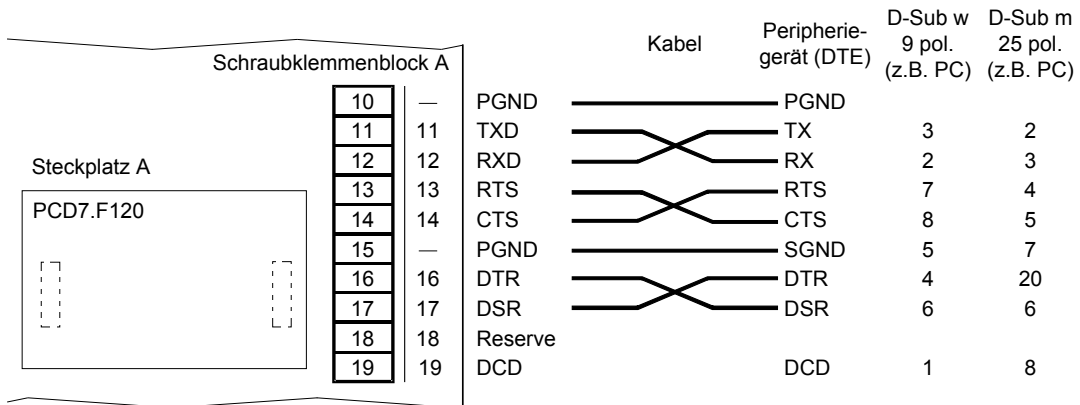 D-Sub w D-Sub m
Kabel Peripherie- 9 pol. 25 pol.
gerät (DTE) (z.B. PC) (z.B. PC)
Schraubklemmenblock A
10 — PGND PGND
11 11 TXD TX 3 2
12 12 RXD RX 2 3
Steckplatz A
13 13 RTS RTS 7 4
PCD7.F120
14 14 CTS CTS 8 5
15 — PGND SGND 5 7
16 16 DTR DTR 4 20
17 17 DSR DSR 6 6
18 18 Reserve
19 19 DCD DCD 1 8